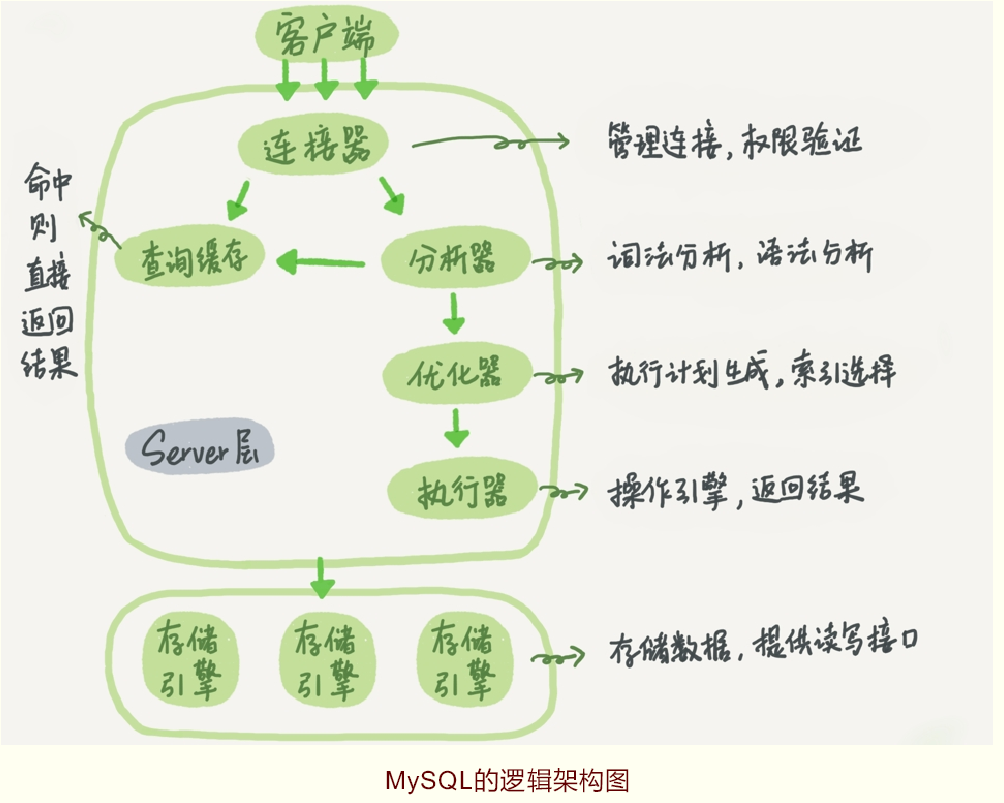 客户端
连接器
管理连接，权限验证
命中
则
直接
返回
结果
查询缓存
分析器
词法分析，语法分析
优化器
执行计划生成，索引选择
Server层
执行器
操作引擎，返回结果
存储
引擎
存储
引擎
存储
引擎
存储数据，提供读写接口
MySQL的逻辑架构图